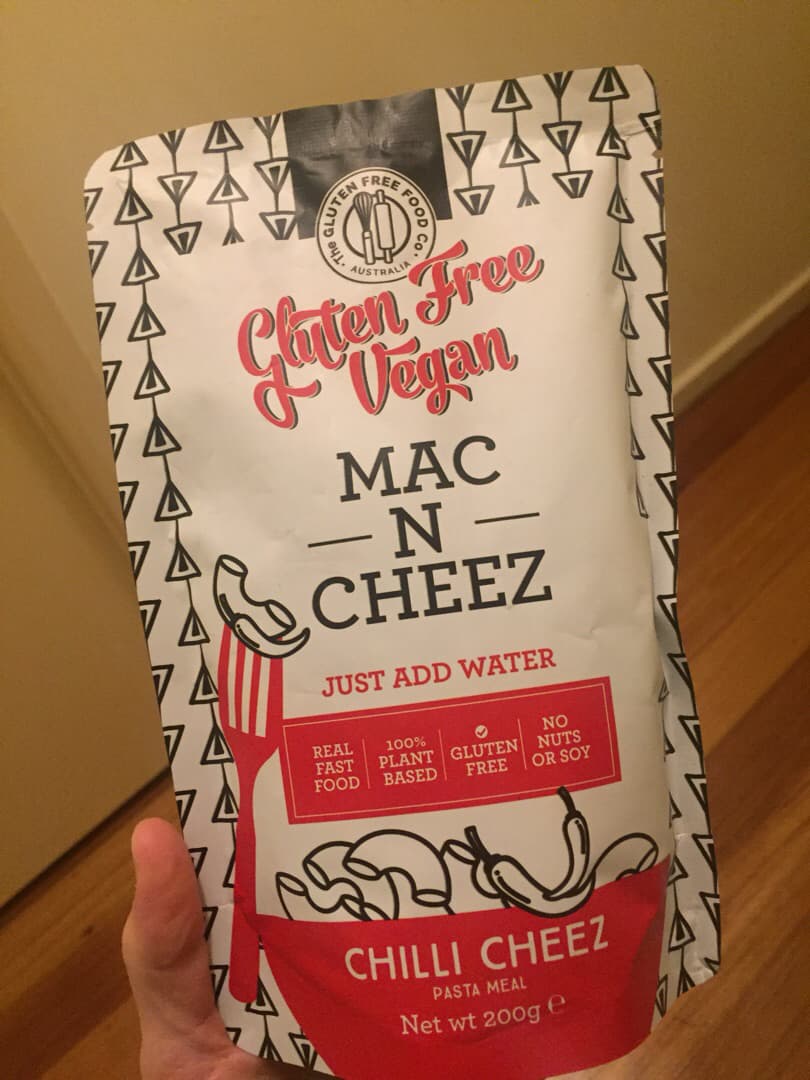 The GLUTEN FREE FOOD Co.
AUSTRALIA
Gluten Free
Vegan
MAC
N
CHEEZ
JUST ADD WATER
REAL
FAST
FOOD
100%
PLANT
BASED
GLUTEN
FREE
NO
NUTS
OR SOY
CHILLI CHEEZ
PASTA MEAL
Net wt 200g ℮